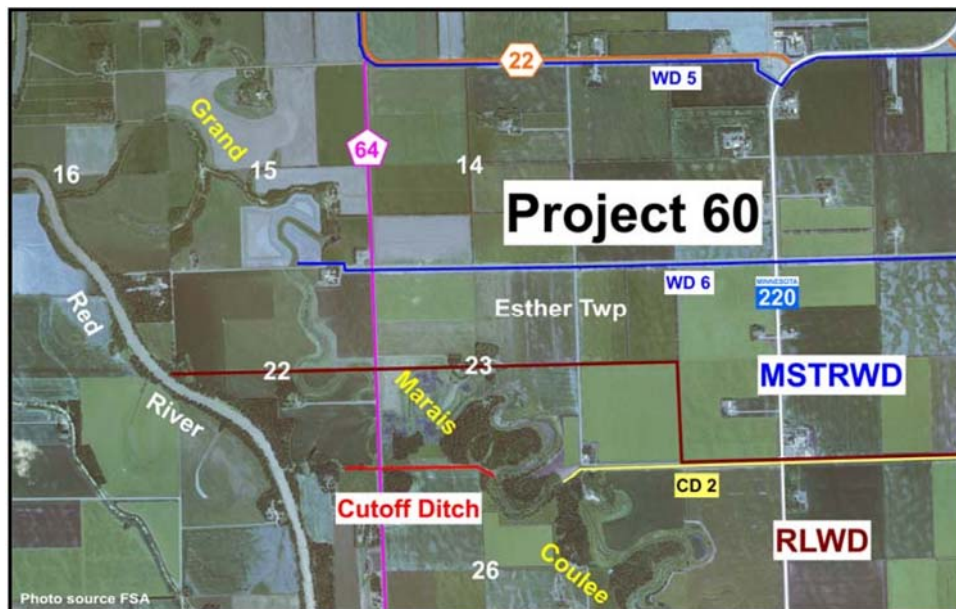 22
WD 5
Grand
64
16
15
14
Project 60
WD 6
MINNESOTA
220
Esther Twp
Red
River
22
23
Marais
MSTRWD
CD 2
Cutoff Ditch
RLWD
Coulee
26
Photo source FSA